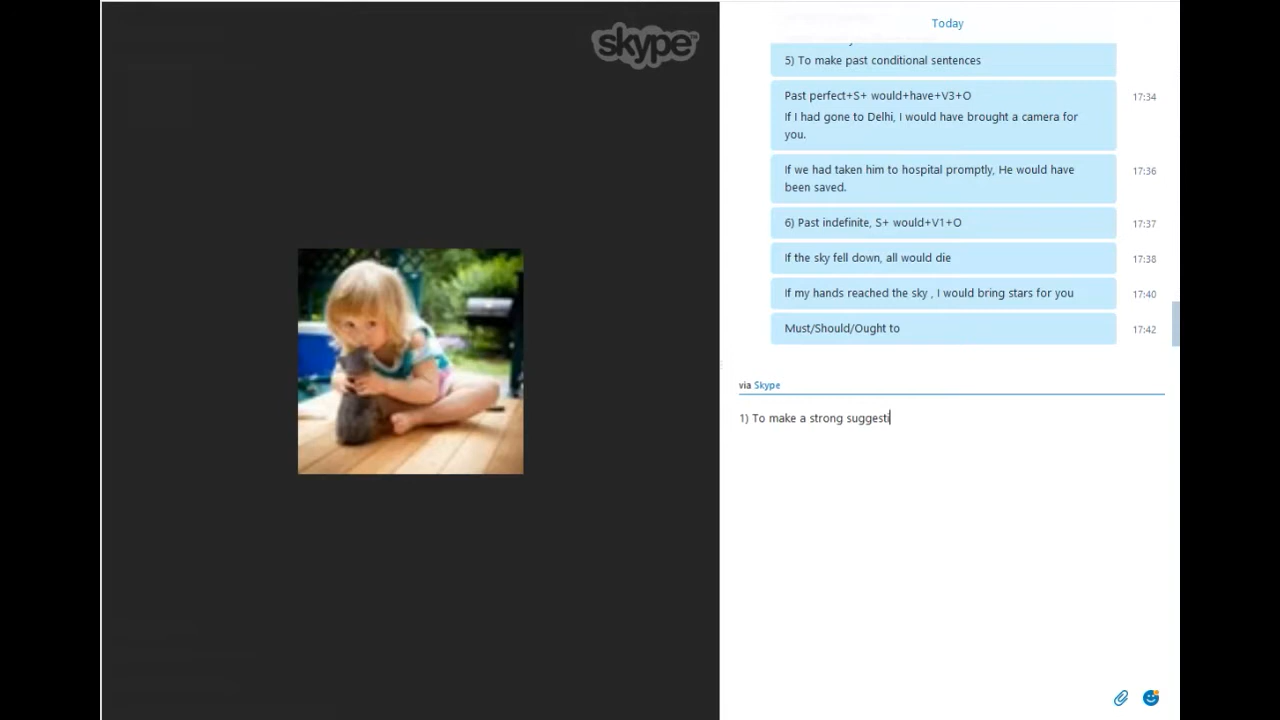 skype
Today
5) To make past conditional sentences
Past perfect+S+ would+have+V3+O
17:34
If I had gone to Delhi, I would have brought a camera for
you.
If we had taken him to hospital promptly, He would have
17:36
been saved.
6) Past indefinite, S+ would+V1+O
17:37
If the sky fell down, all would die
17:38
If my hands reached the sky , I would bring stars for you
17:40
Must/Should/Ought to
17:42
via Skype
1) To make a strong suggesti